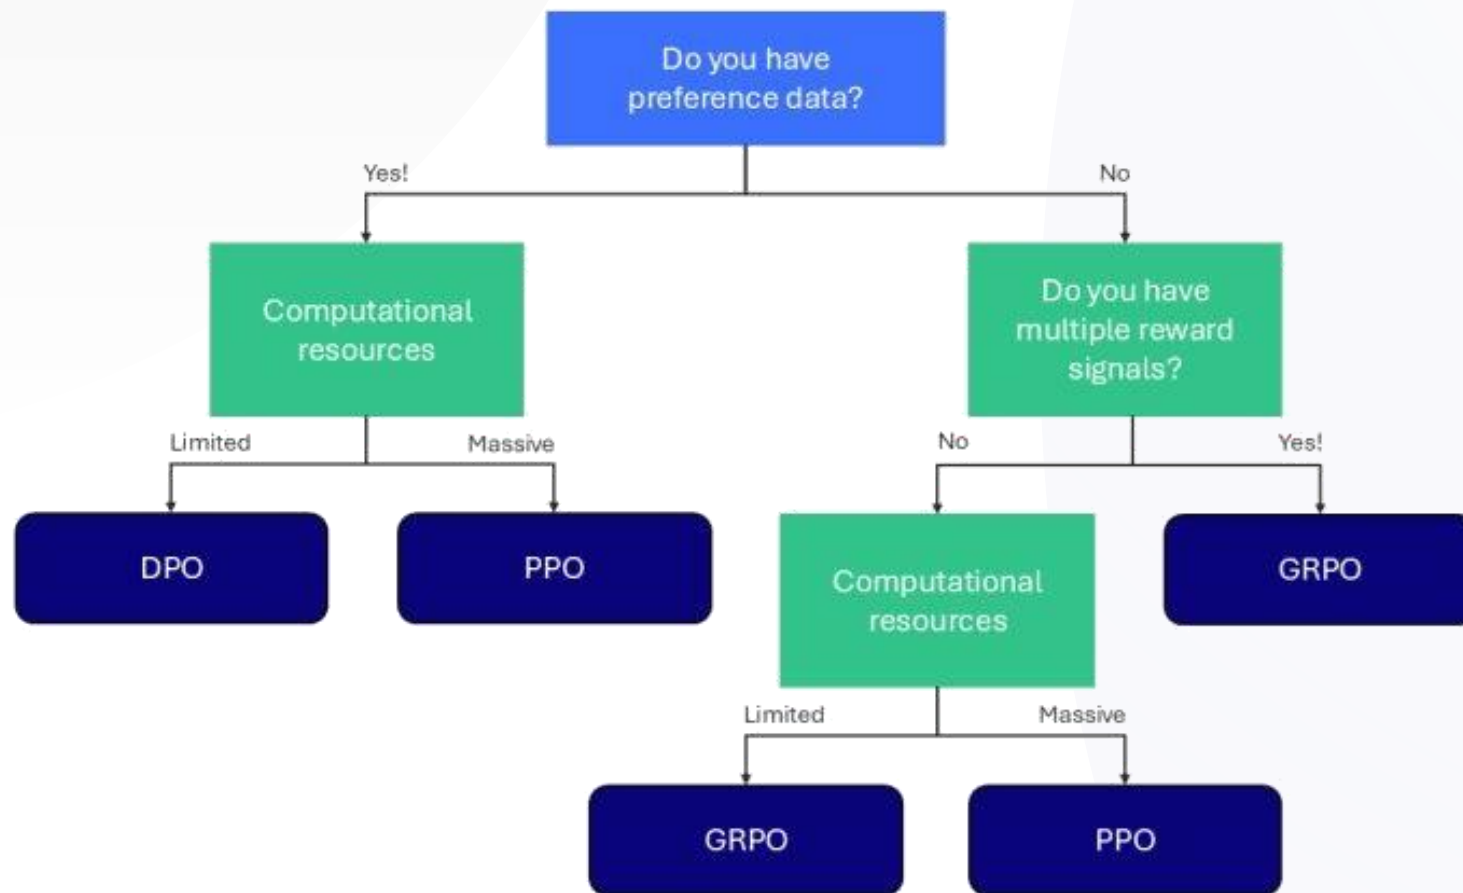 Do you have
preference data?
Yes!
No
Computational
resources
Do you have
multiple reward
signals?
Limited
Massive
No
Yes!
DPO
PPO
Computational
resources
GRPO
Limited
Massive
GRPO
PPO